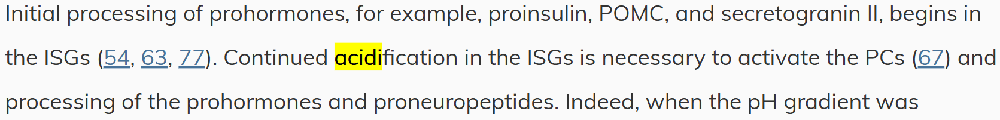 Initial processing of prohormones, for example, proinsulin, POMC, and secretogranin II, begins in
the ISGs (54, 63, 77). Continued acidification in the ISGs is necessary to activate the PCs (67) and
processing of the prohormones and proneuropeptides. Indeed, when the pH gradient was